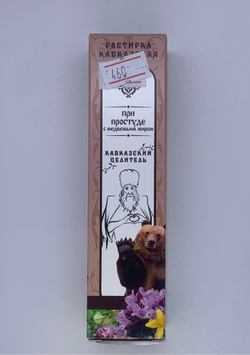 РАСТИРКА
КАВКАЗСКАЯ
460-
ПРИ
ПРОСТУДЕ
С МЕДВЕЖЬИМ ЖИРОМ
КАВКАЗСКИЙ
ЦЕЛИТЕЛЬ